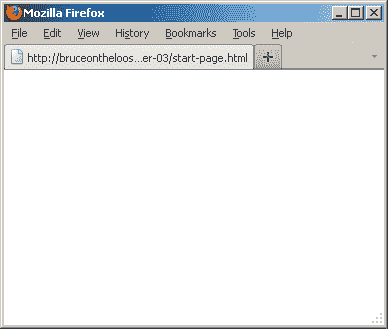 Mozilla Firefox
File Edit View History Bookmarks Tools Help
http://bruceontheloos...er-03/start-page.html